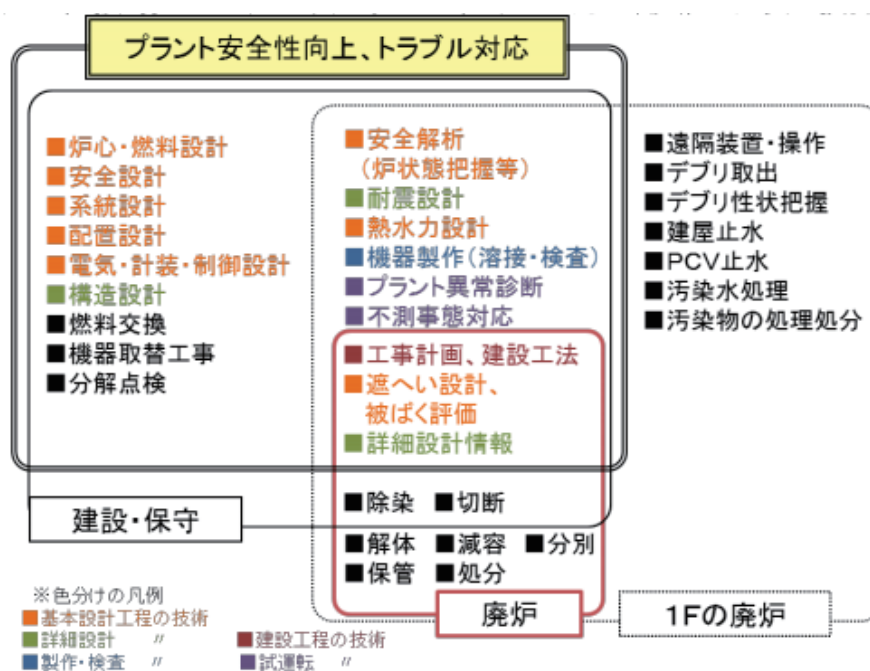 プラント安全性向上、トラブル対応
■炉心・燃料設計
■安全設計
■系統設計
■配置設計
■電気・計装・制御設計
■構造設計
■燃料交換
■機器取替工事
■分解点検
■安全解析
(炉状態把握等)
■耐震設計
■熱水力設計
■機器製作(溶接・検査)
■プラント異常診断
■不測事態対応
■工事計画、建設工法
■遮へい設計、
被ばく評価
■詳細設計情報
■除染 ■切断
■解体 ■減容 ■分別
■保管 ■処分
■遠隔装置・操作
■デブリ取出
■デブリ性状把握
■建屋止水
■PCV止水
■汚染水処理
■汚染物の処理処分
建設・保守
廃炉
1Fの廃炉
※色分けの凡例
■基本設計工程の技術
■詳細設計 〃 ■建設工程の技術
■製作・検査 〃 ■試運転 〃